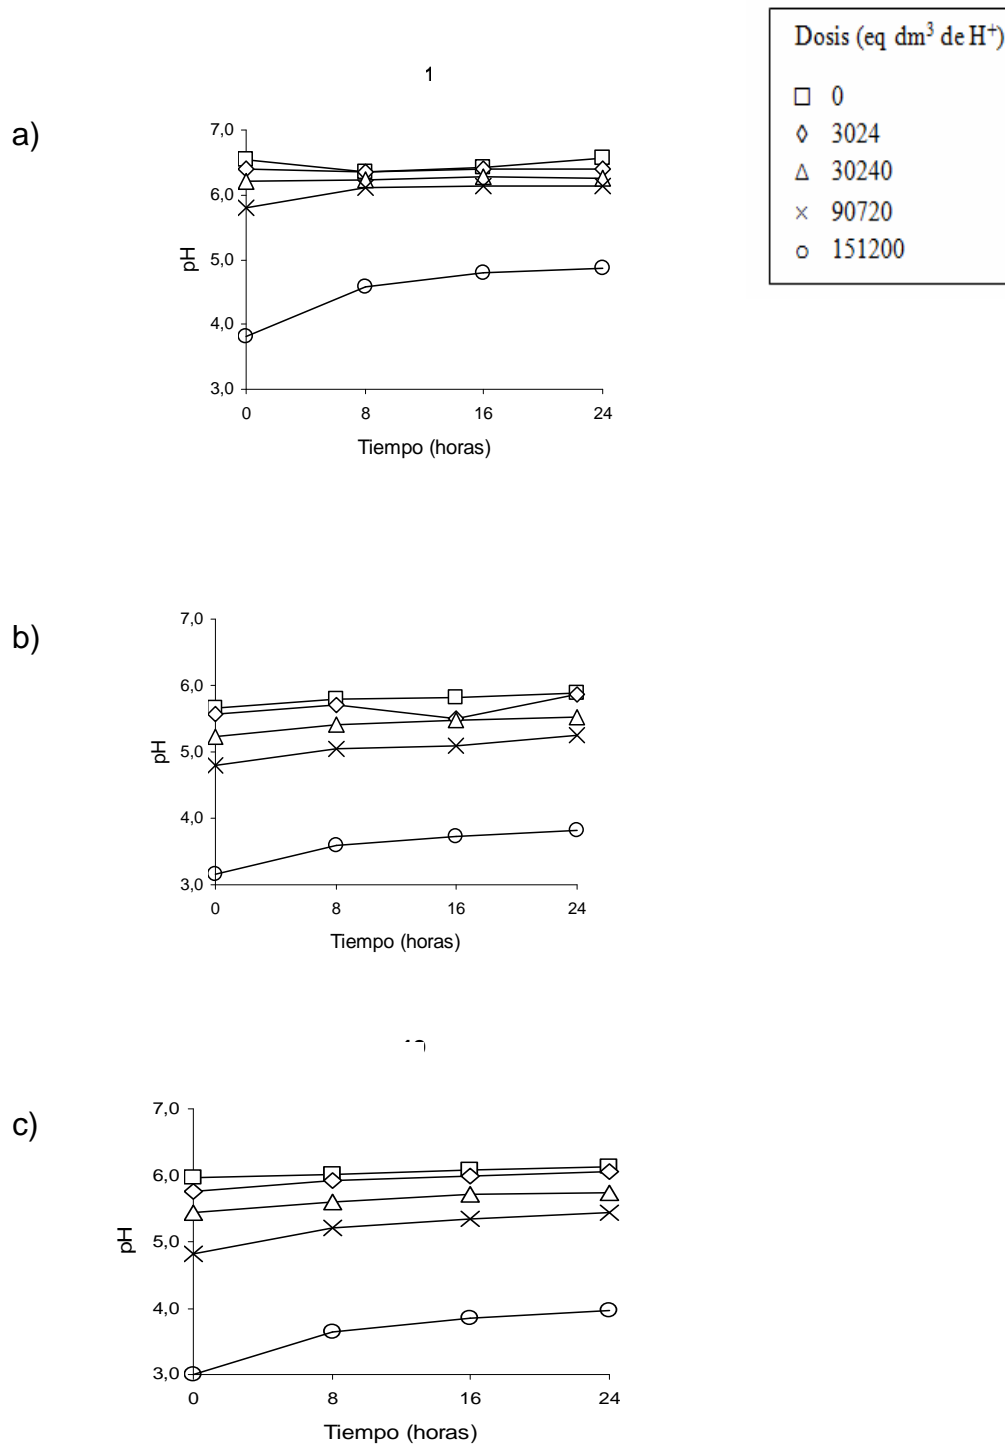 Dosis (eq dm³ de H⁺)
0
3024
30240
90720
151200
1
a)
7,0
6,0
5,0
4,0
3,0
pH
0 8 16 24
Tiempo (horas)
b)
7,0
6,0
5,0
4,0
3,0
pH
0 8 16 24
Tiempo (horas)
c)
7,0
6,0
5,0
4,0
3,0
pH
0 8 16 24
Tiempo (horas)